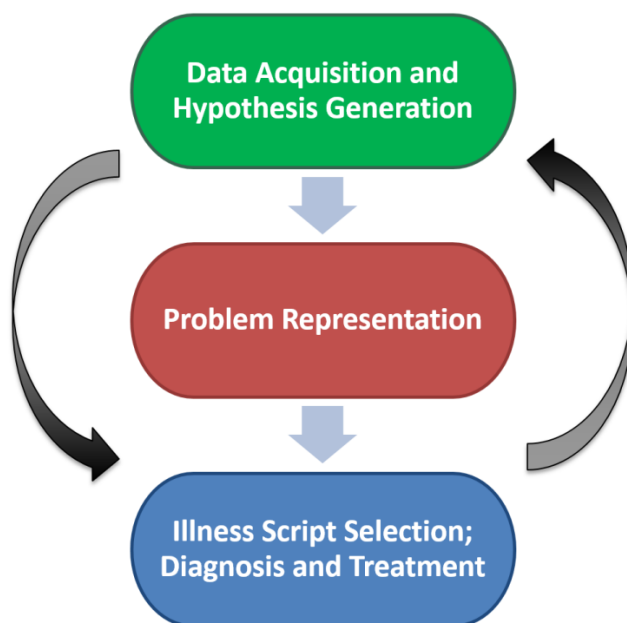 Data Acquisition and
Hypothesis Generation
Problem Representation
Illness Script Selection;
Diagnosis and Treatment